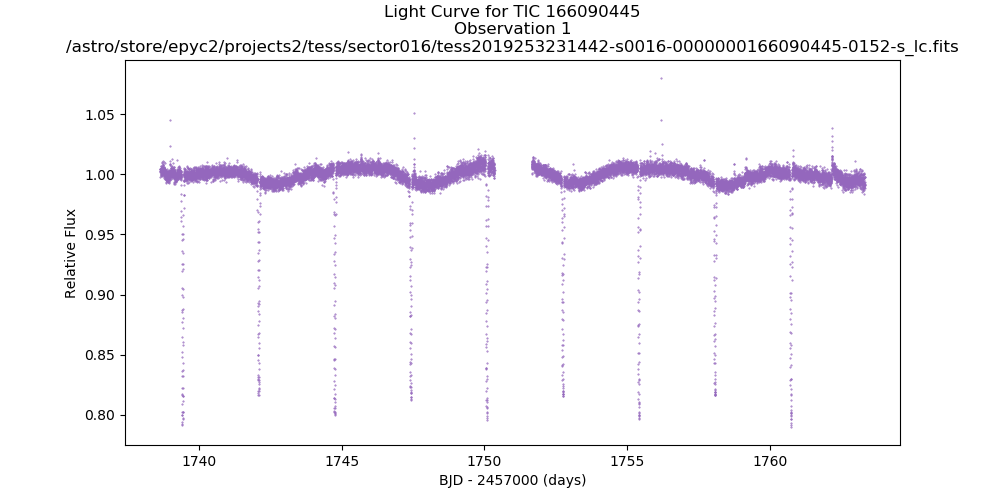 Light Curve for TIC 166090445
Observation 1
/astro/store/epyc2/projects2/tess/sector016/tess2019253231442-s0016-0000000166090445-0152-s_lc.fits
1.05
1.00
0.95
0.90
0.85
0.80
Relative Flux
1740
1745
1750
1755
1760
BJD - 2457000 (days)